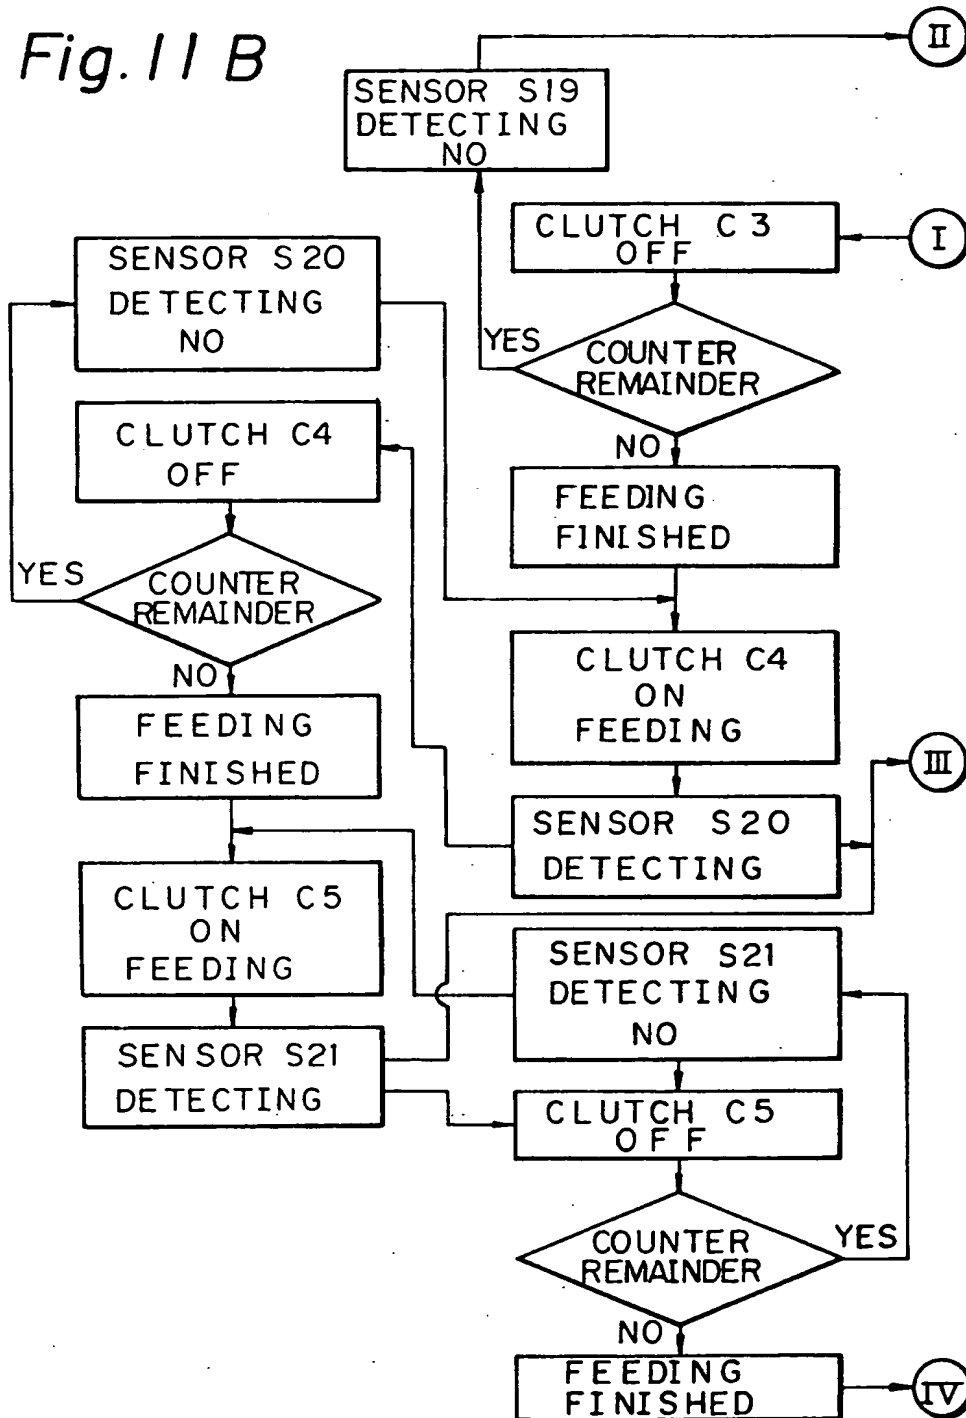 Fig. 11 B
II
SENSOR S19
DETECTING
NO
CLUTCH C3
OFF
I
SENSOR S20
DETECTING
NO
YES
COUNTER
REMAINDER
CLUTCH C4
OFF
NO
FEEDING
FINISHED
YES
COUNTER
REMAINDER
CLUTCH C4
ON
FEEDING
NO
FEEDING
FINISHED
III
SENSOR S20
DETECTING
CLUTCH C5
ON
FEEDING
SENSOR S21
DETECTING
NO
SENSOR S21
DETECTING
CLUTCH C5
OFF
COUNTER
REMAINDER
YES
NO
FEEDING
FINISHED
IV